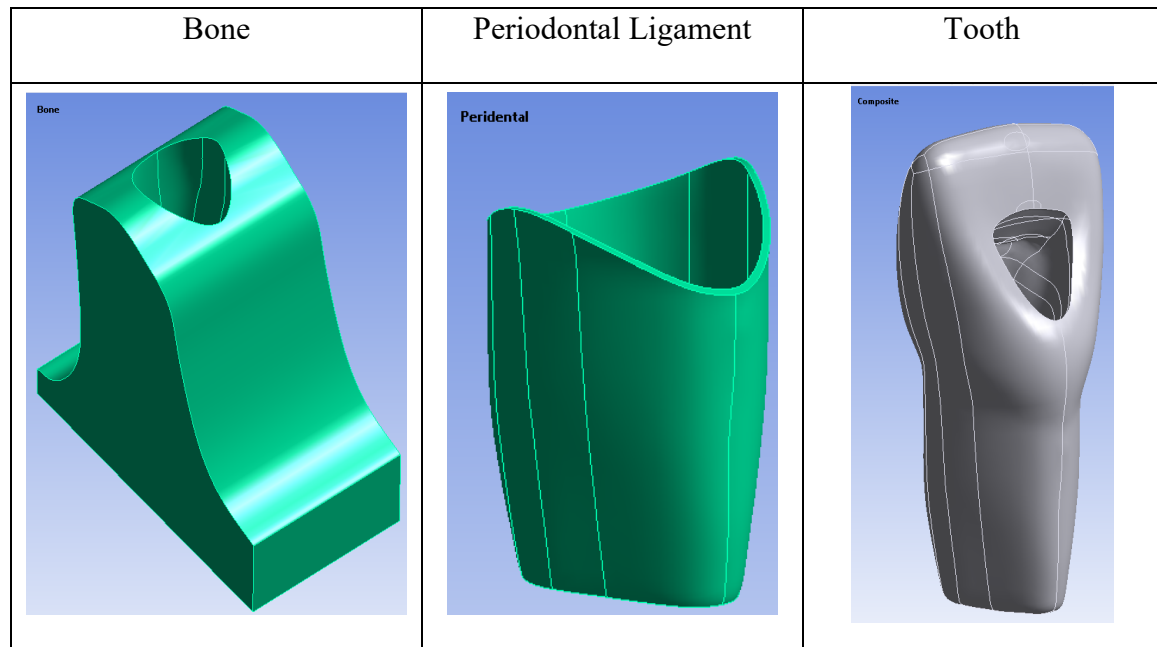 Bone
Periodontal Ligament
Tooth
Bone
Peridental
Composite